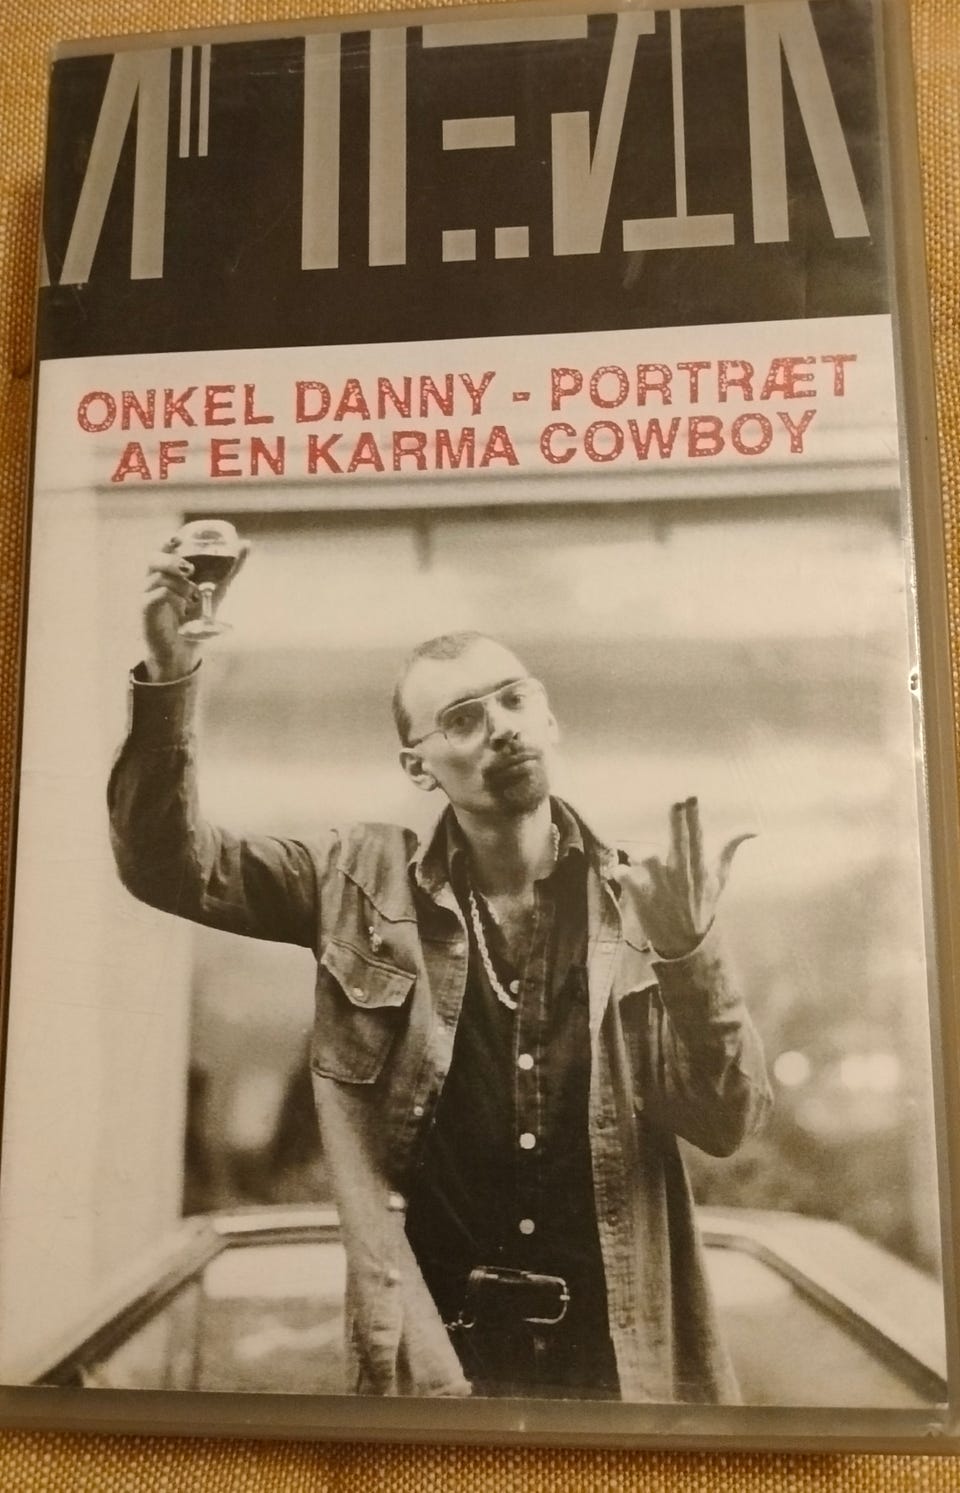 ONKEL DANNY - PORTRÆT
AF EN KARMA COWBOY